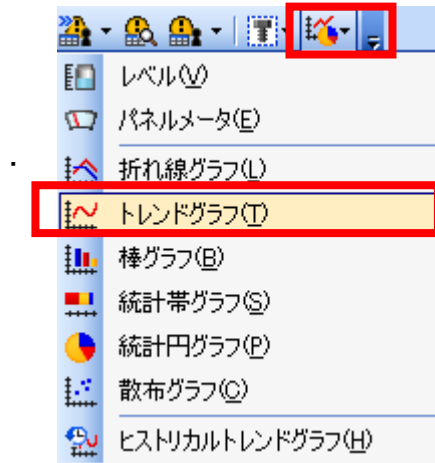 レベル(V)
パネルメータ(E)
折れ線グラフ(L)
トレンドグラフ(T)
棒グラフ(B)
統計帯グラフ(S)
統計円グラフ(P)
散布グラフ(C)
ヒストリカルトレンドグラフ(H)